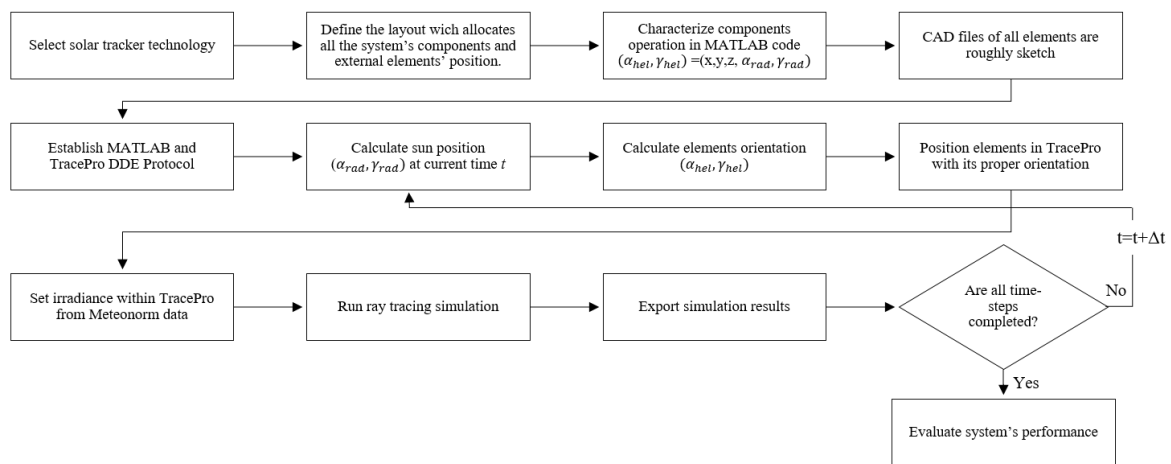 Select solar tracker technology
Define the layout wich allocates
all the system's components and
external elements' position.
Characterize components
operation in MATLAB code
(α_hel, γ_hel) =(x,y,z, α_rad, γ_rad)
CAD files of all elements are
roughly sketch
Establish MATLAB and
TracePro DDE Protocol
Calculate sun position
(α_rad, γ_rad) at current time t
Calculate elements orientation
(α_hel, γ_hel)
Position elements in TracePro
with its proper orientation
t=t+Δt
Set irradiance within TracePro
from Meteonorm data
Run ray tracing simulation
Export simulation results
Are all time-
steps
completed?
No
Yes
Evaluate system's performance